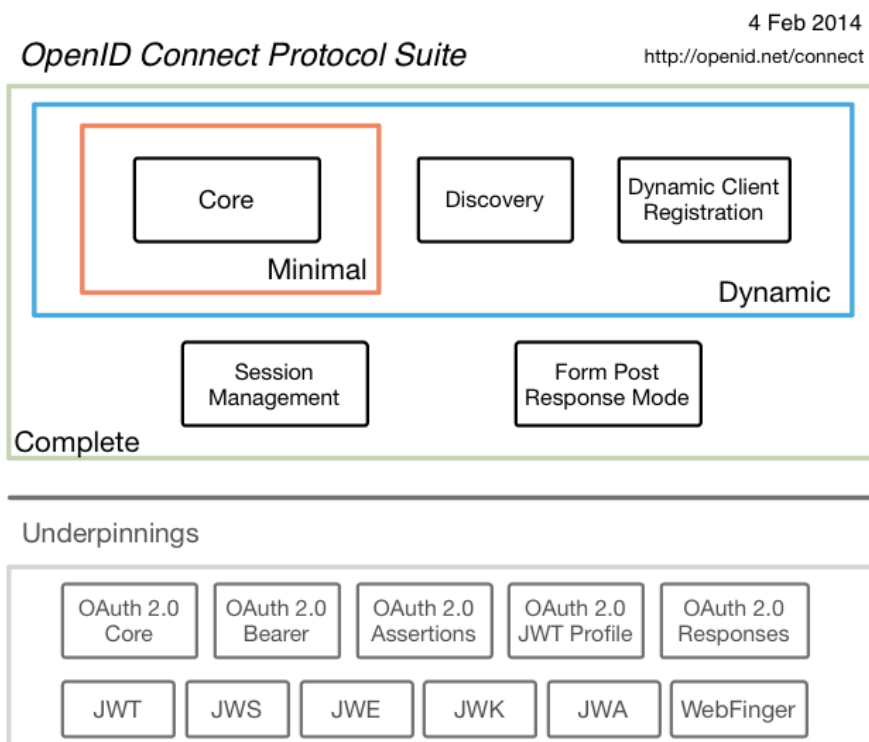 4 Feb 2014
OpenID Connect Protocol Suite
http://openid.net/connect
Core
Discovery
Dynamic Client
Registration
Minimal
Dynamic
Session
Management
Form Post
Response Mode
Complete
Underpinnings
OAuth 2.0
Core
OAuth 2.0
Bearer
OAuth 2.0
Assertions
OAuth 2.0
JWT Profile
OAuth 2.0
Responses
JWT
JWS
JWE
JWK
JWA
WebFinger